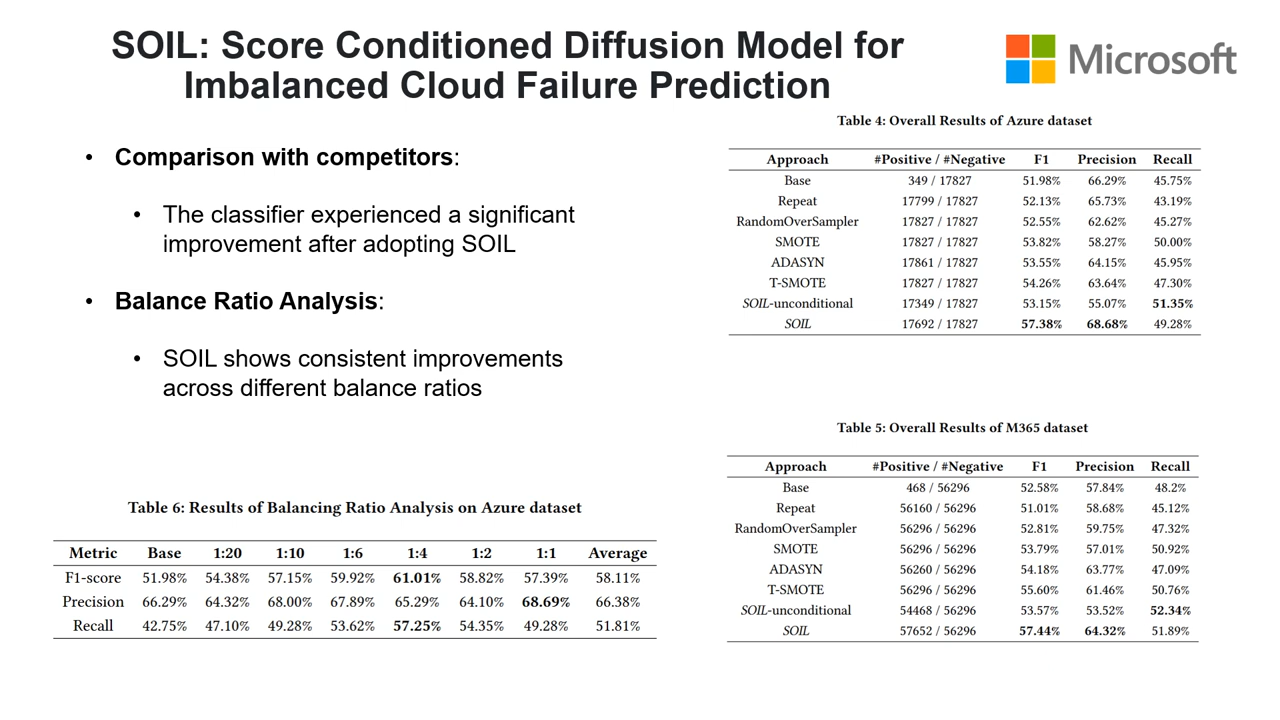 SOIL: Score Conditioned Diffusion Model for
Imbalanced Cloud Failure Prediction
Microsoft
• Comparison with competitors:
• The classifier experienced a significant
improvement after adopting SOIL
• Balance Ratio Analysis:
• SOIL shows consistent improvements
across different balance ratios
Table 6: Results of Balancing Ratio Analysis on Azure dataset
Metric Base 1:20 1:10 1:6 1:4 1:2 1:1 Average
F1-score 51.98% 54.38% 57.15% 59.92% 61.01% 58.82% 57.39% 58.11%
Precision 66.29% 64.32% 68.00% 67.89% 65.29% 64.10% 68.69% 66.38%
Recall 42.75% 47.10% 49.28% 53.62% 57.25% 54.35% 49.28% 51.81%
Table 4: Overall Results of Azure dataset
Approach #Positive / #Negative F1 Precision Recall
Base 349 / 17827 51.98% 66.29% 45.75%
Repeat 17799 / 17827 52.13% 65.73% 43.19%
RandomOverSampler 17827 / 17827 52.55% 62.62% 45.27%
SMOTE 17827 / 17827 53.82% 58.27% 50.00%
ADASYN 17861 / 17827 53.55% 64.15% 45.95%
T-SMOTE 17827 / 17827 54.26% 63.64% 47.30%
SOIL-unconditional 17349 / 17827 53.15% 55.07% 51.35%
SOIL 17692 / 17827 57.38% 68.68% 49.28%
Table 5: Overall Results of M365 dataset
Approach #Positive / #Negative F1 Precision Recall
Base 468 / 56296 52.58% 57.84% 48.2%
Repeat 56160 / 56296 51.01% 58.68% 45.12%
RandomOverSampler 56296 / 56296 52.81% 59.75% 47.32%
SMOTE 56296 / 56296 53.79% 57.01% 50.92%
ADASYN 56260 / 56296 54.18% 63.77% 47.09%
T-SMOTE 56296 / 56296 55.60% 61.46% 50.76%
SOIL-unconditional 54468 / 56296 53.57% 53.52% 52.34%
SOIL 57652 / 56296 57.44% 64.32% 51.89%